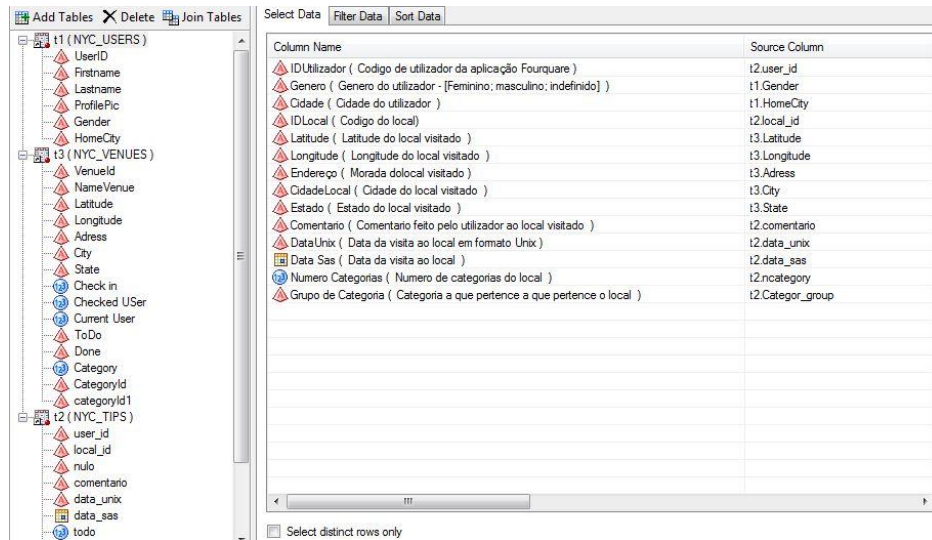 Add Tables Delete Join Tables
t1 ( NYC_USERS )
UserID
Firstname
Lastname
ProfilePic
Gender
HomeCity
t3 ( NYC_VENUES )
VenueId
NameVenue
Latitude
Longitude
Adress
City
State
Check in
Checked USer
Current User
ToDo
Done
Category
CategoryId
categoryId1
t2 ( NYC_TIPS )
user_id
local_id
nulo
comentario
data_unix
data_sas
todo
Select Data Filter Data Sort Data
Column Name Source Column
IDUtilizador ( Codigo de utilizador da aplicação Fourquare ) t2.user_id
Genero ( Genero do utilizador - [Feminino; masculino; indefinido] ) t1.Gender
Cidade ( Cidade do utilizador ) t1.HomeCity
IDLocal ( Codigo do local) t2.local_id
Latitude ( Latitude do local visitado ) t3.Latitude
Longitude ( Longitude do local visitado ) t3.Longitude
Endereço ( Morada dolocal visitado ) t3.Adress
CidadeLocal ( Cidade do local visitado ) t3.City
Estado ( Estado do local visitado ) t3.State
Comentario ( Comentario feito pelo utilizador ao local visitado ) t2.comentario
DataUnix ( Data da visita ao local em formato Unix ) t2.data_unix
Data Sas ( Data da visita ao local ) t2.data_sas
Numero Categorias ( Numero de categorias do local ) t2.ncategory
Grupo de Categoria ( Categoria a que pertence a que pertence o local ) t2.Categor_group
Select distinct rows only